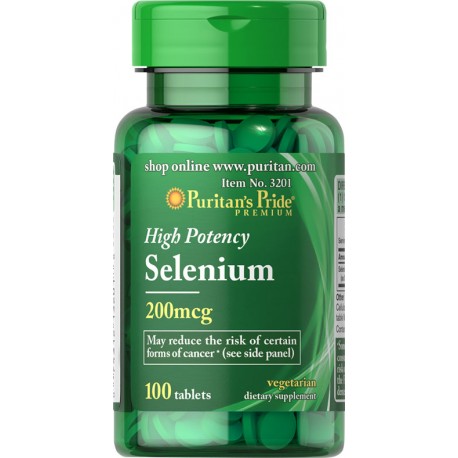 shop online www.puritan.com
Item No. 3201
Puritan's Pride®
PREMIUM
High Potency
Selenium
200mcg
May reduce the risk of certain
forms of cancer* (see side panel)
100 tablets
vegetarian
dietary supplement